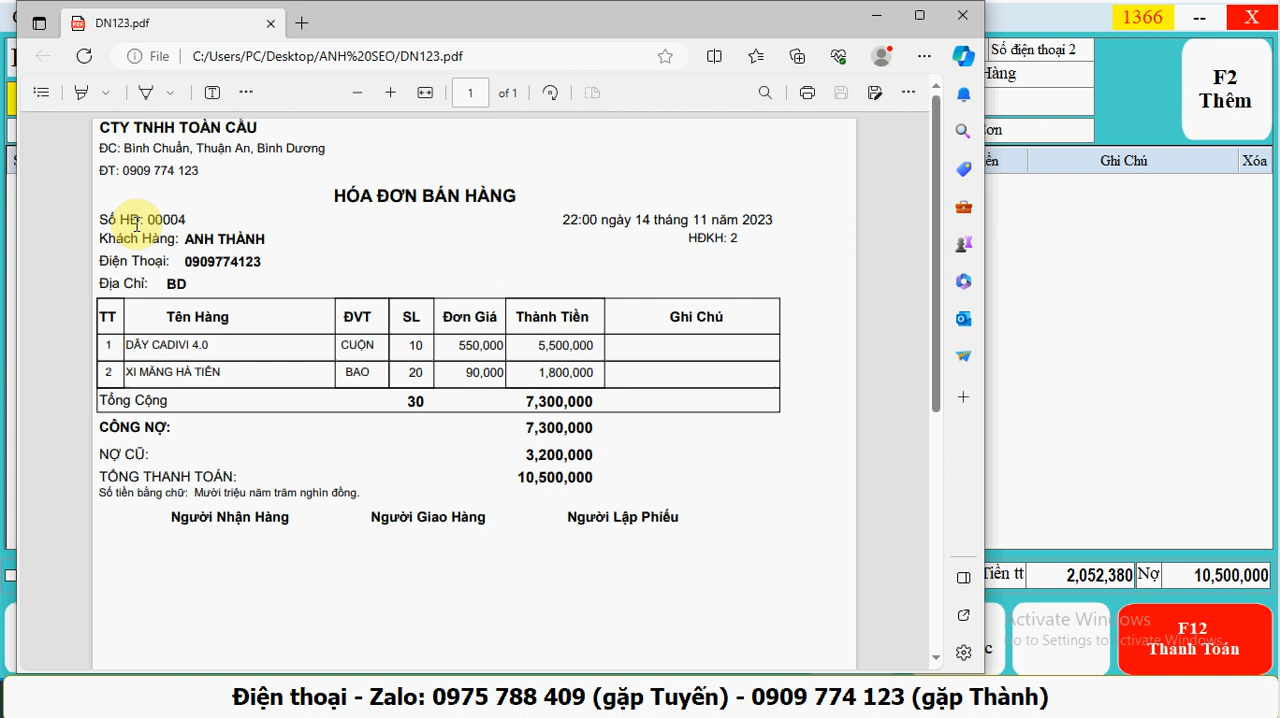 DN123.pdf
1366 -- X
File C:/Users/PC/Desktop/ANH%20SEO/DN123.pdf
1 of 1
Số điện thoại 2
Hàng
F2
Thêm
Ghi Chú Xóa
CTY TNHH TOÀN CẦU
ĐC: Bình Chuẩn, Thuận An, Bình Dương
ĐT: 0909 774 123
HÓA ĐƠN BÁN HÀNG
Số HĐ: 00004 22:00 ngày 14 tháng 11 năm 2023
Khách Hàng: ANH THÀNH HĐKH: 2
Điện Thoại: 0909774123
Địa Chỉ: BD
TT Tên Hàng ĐVT SL Đơn Giá Thành Tiền Ghi Chú
1 DÂY CADIVI 4.0 CUỘN 10 550,000 5,500,000
2 XI MĂNG HÀ TIÊN BAO 20 90,000 1,800,000
Tổng Cộng 30 7,300,000
CÔNG NỢ: 7,300,000
NỢ CŨ: 3,200,000
TỔNG THANH TOÁN: 10,500,000
Số tiền bằng chữ: Mười triệu năm trăm nghìn đồng.
Người Nhận Hàng Người Giao Hàng Người Lập Phiếu
Tiền tt 2,052,380 Nợ 10,500,000
Activate Windows
Go to Settings to activate Windows.
F12
Thanh Toán
Điện thoại - Zalo: 0975 788 409 (gặp Tuyến) - 0909 774 123 (gặp Thành)